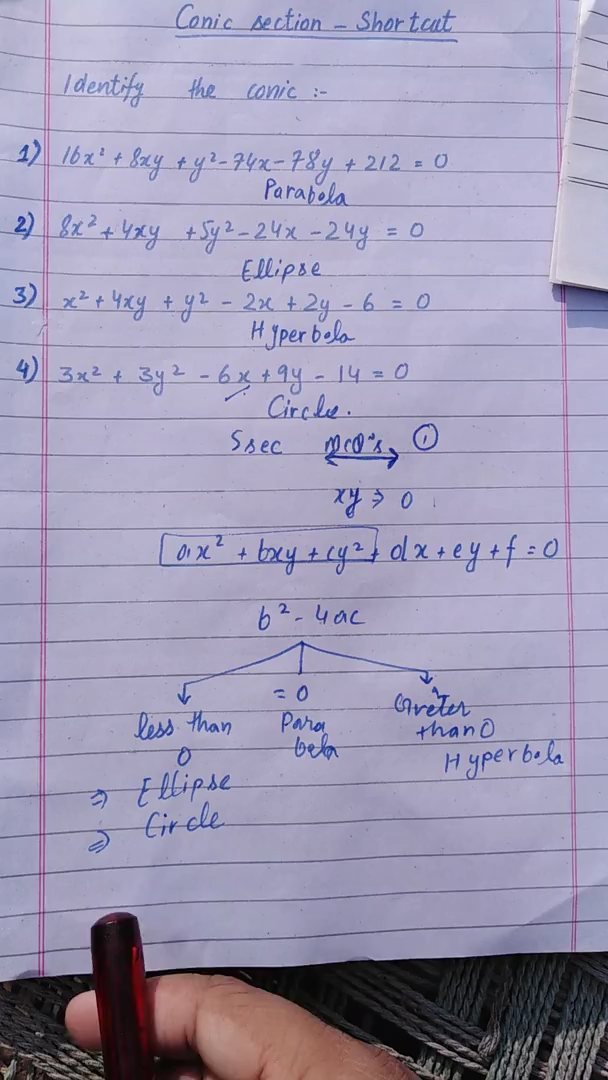 Conic section - Shortcut
Identify the conic :-
1) 16x² + 8xy + y² - 74x - 78y + 212 = 0
Parabola
2) 8x² + 4xy + 5y² - 24x - 24y = 0
Ellipse
3) x² + 4xy + y² - 2x + 2y - 6 = 0
Hyperbola
4) 3x² + 3y² - 6x + 9y - 14 = 0
Circle.
5sec MCQ's ①
xy ⇒ 0
ax² + bxy + cy² + dx + ey + f = 0
b² - 4ac
less than = 0 Greter
0 Para than 0
bola Hyperbola
⇒ Ellipse
⇒ Circle